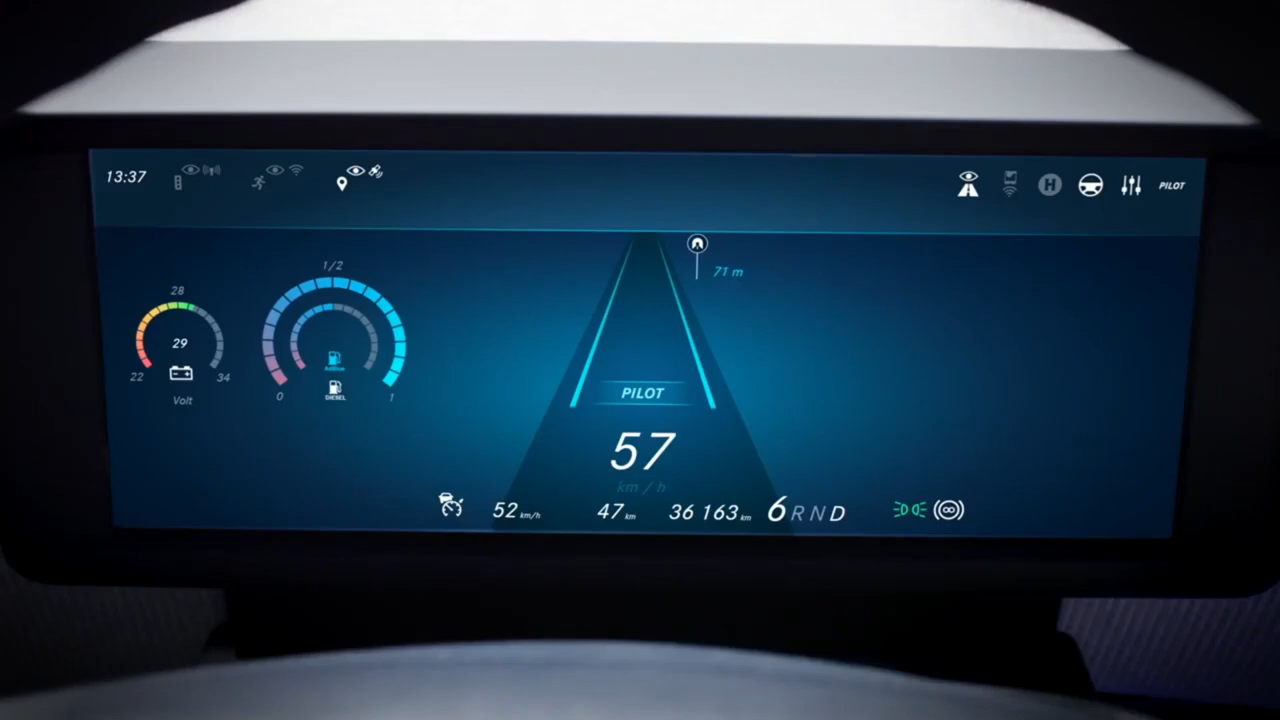 13:37
H
PILOT
71 m
28
29
22
34
Volt
1/2
AdBlue
DIESEL
0
1
PILOT
57
km / h
52 km/h
47 km
36 163 km
6 R N D